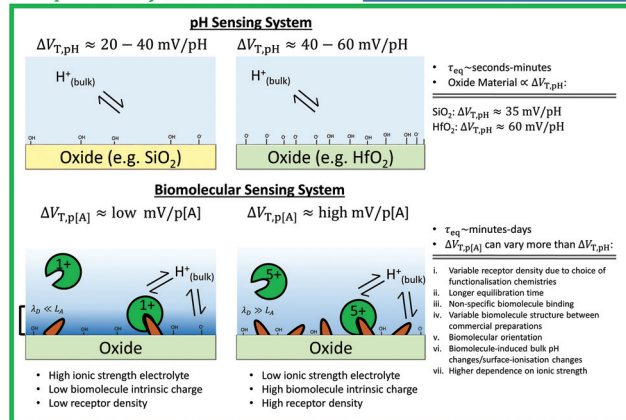 pH Sensing System
ΔV_T,pH ≈ 20 − 40 mV/pH
ΔV_T,pH ≈ 40 − 60 mV/pH
H⁺(bulk)
H⁺(bulk)
• τ_eq~seconds-minutes
• Oxide Material ∝ ΔV_T,pH:
SiO₂: ΔV_T,pH ≈ 35 mV/pH
HfO₂: ΔV_T,pH ≈ 60 mV/pH
OH O⁻ OH OH O⁻
Oxide (e.g. SiO₂)
Oxide (e.g. HfO₂)
Biomolecular Sensing System
ΔV_T,p[A] ≈ low mV/p[A]
ΔV_T,p[A] ≈ high mV/p[A]
1+
H⁺(bulk)
λ_D ≪ L_A
1+
OH
Oxide
5+
H⁺(bulk)
λ_D ≫ L_A
5+
OH
Oxide
• τ_eq~minutes-days
• ΔV_T,p[A] can vary more than ΔV_T,pH:
i. Variable receptor density due to choice of
functionalisation chemistries
ii. Longer equilibration time
iii. Non-specific biomolecule binding
iv. Variable biomolecule structure between
commercial preparations
v. Biomolecular orientation
vi. Biomolecule-induced bulk pH
changes/surface-ionisation changes
vii. Higher dependence on ionic strength
• High ionic strength electrolyte
• Low biomolecule intrinsic charge
• Low receptor density
• Low ionic strength electrolyte
• High biomolecule intrinsic charge
• High receptor density